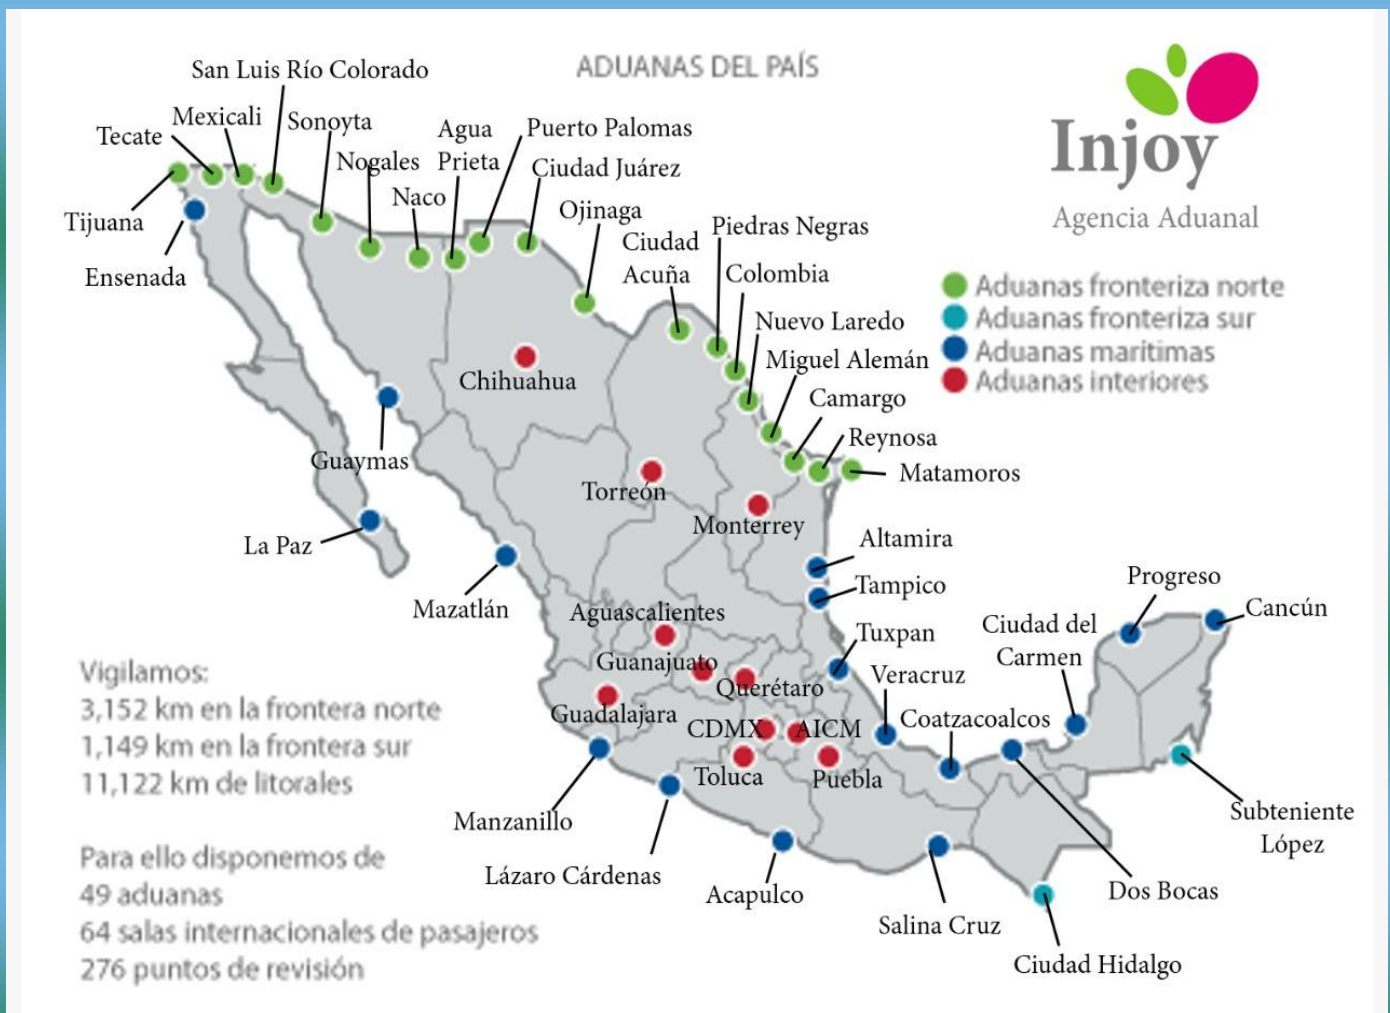 ADUANAS DEL PAÍS
Injoy
Agencia Aduanal
Aduanas fronteriza norte
Aduanas fronteriza sur
Aduanas marítimas
Aduanas interiores
San Luis Río Colorado
Mexicali
Tecate
Sonoyta
Agua
Prieta
Puerto Palomas
Nogales
Ciudad Juárez
Naco
Tijuana
Ojinaga
Ensenada
Ciudad
Acuña
Piedras Negras
Colombia
Nuevo Laredo
Miguel Alemán
Chihuahua
Camargo
Reynosa
Guaymas
Matamoros
Torreón
Monterrey
La Paz
Altamira
Tampico
Mazatlán
Aguascalientes
Tuxpan
Progreso
Cancún
Ciudad del
Carmen
Guanajuato
Querétaro
Veracruz
Guadalajara
CDMX
AICM
Coatzacoalcos
Toluca
Puebla
Manzanillo
Subteniente
López
Lázaro Cárdenas
Acapulco
Dos Bocas
Salina Cruz
Ciudad Hidalgo
Vigilamos:
3,152 km en la frontera norte
1,149 km en la frontera sur
11,122 km de litorales
Para ello disponemos de
49 aduanas
64 salas internacionales de pasajeros
276 puntos de revisión